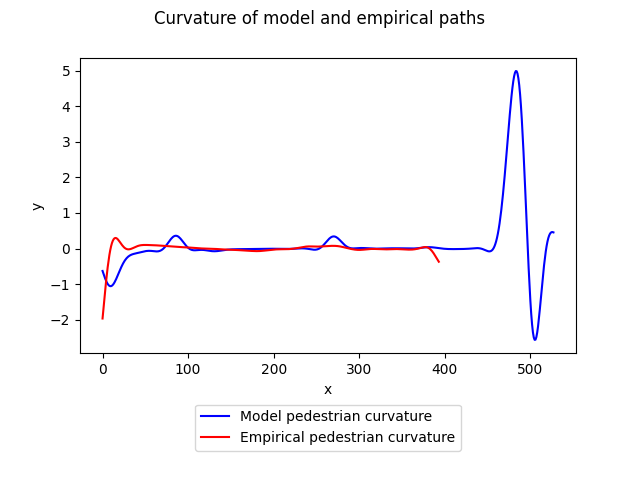 Curvature of model and empirical paths
5
4
3
2
1
0
−1
−2
y
0 100 200 300 400 500
x
Model pedestrian curvature
Empirical pedestrian curvature